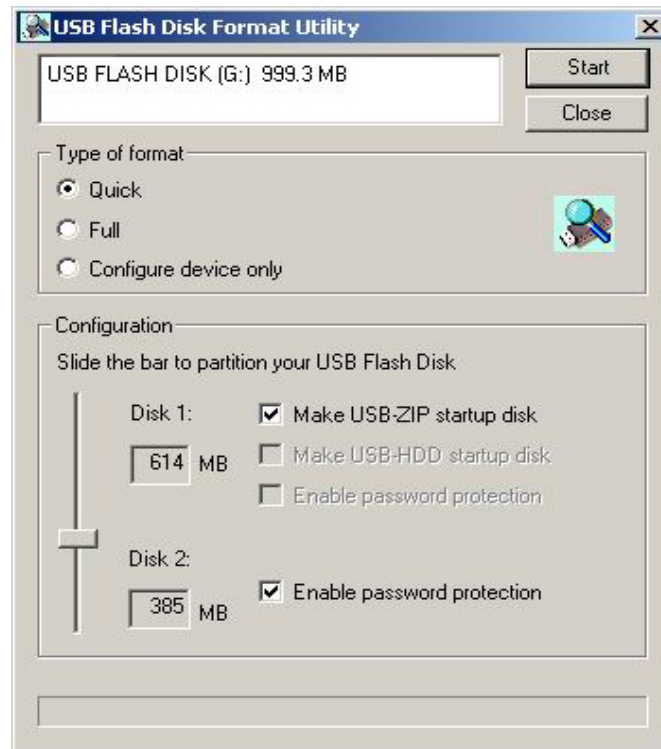 USB Flash Disk Format Utility
USB FLASH DISK (G:) 999.3 MB
Start
Close
Type of format
Quick
Full
Configure device only
Configuration
Slide the bar to partition your USB Flash Disk
Disk 1:
Make USB-ZIP startup disk
614 MB
Make USB-HDD startup disk
Enable password protection
Disk 2:
385 MB
Enable password protection